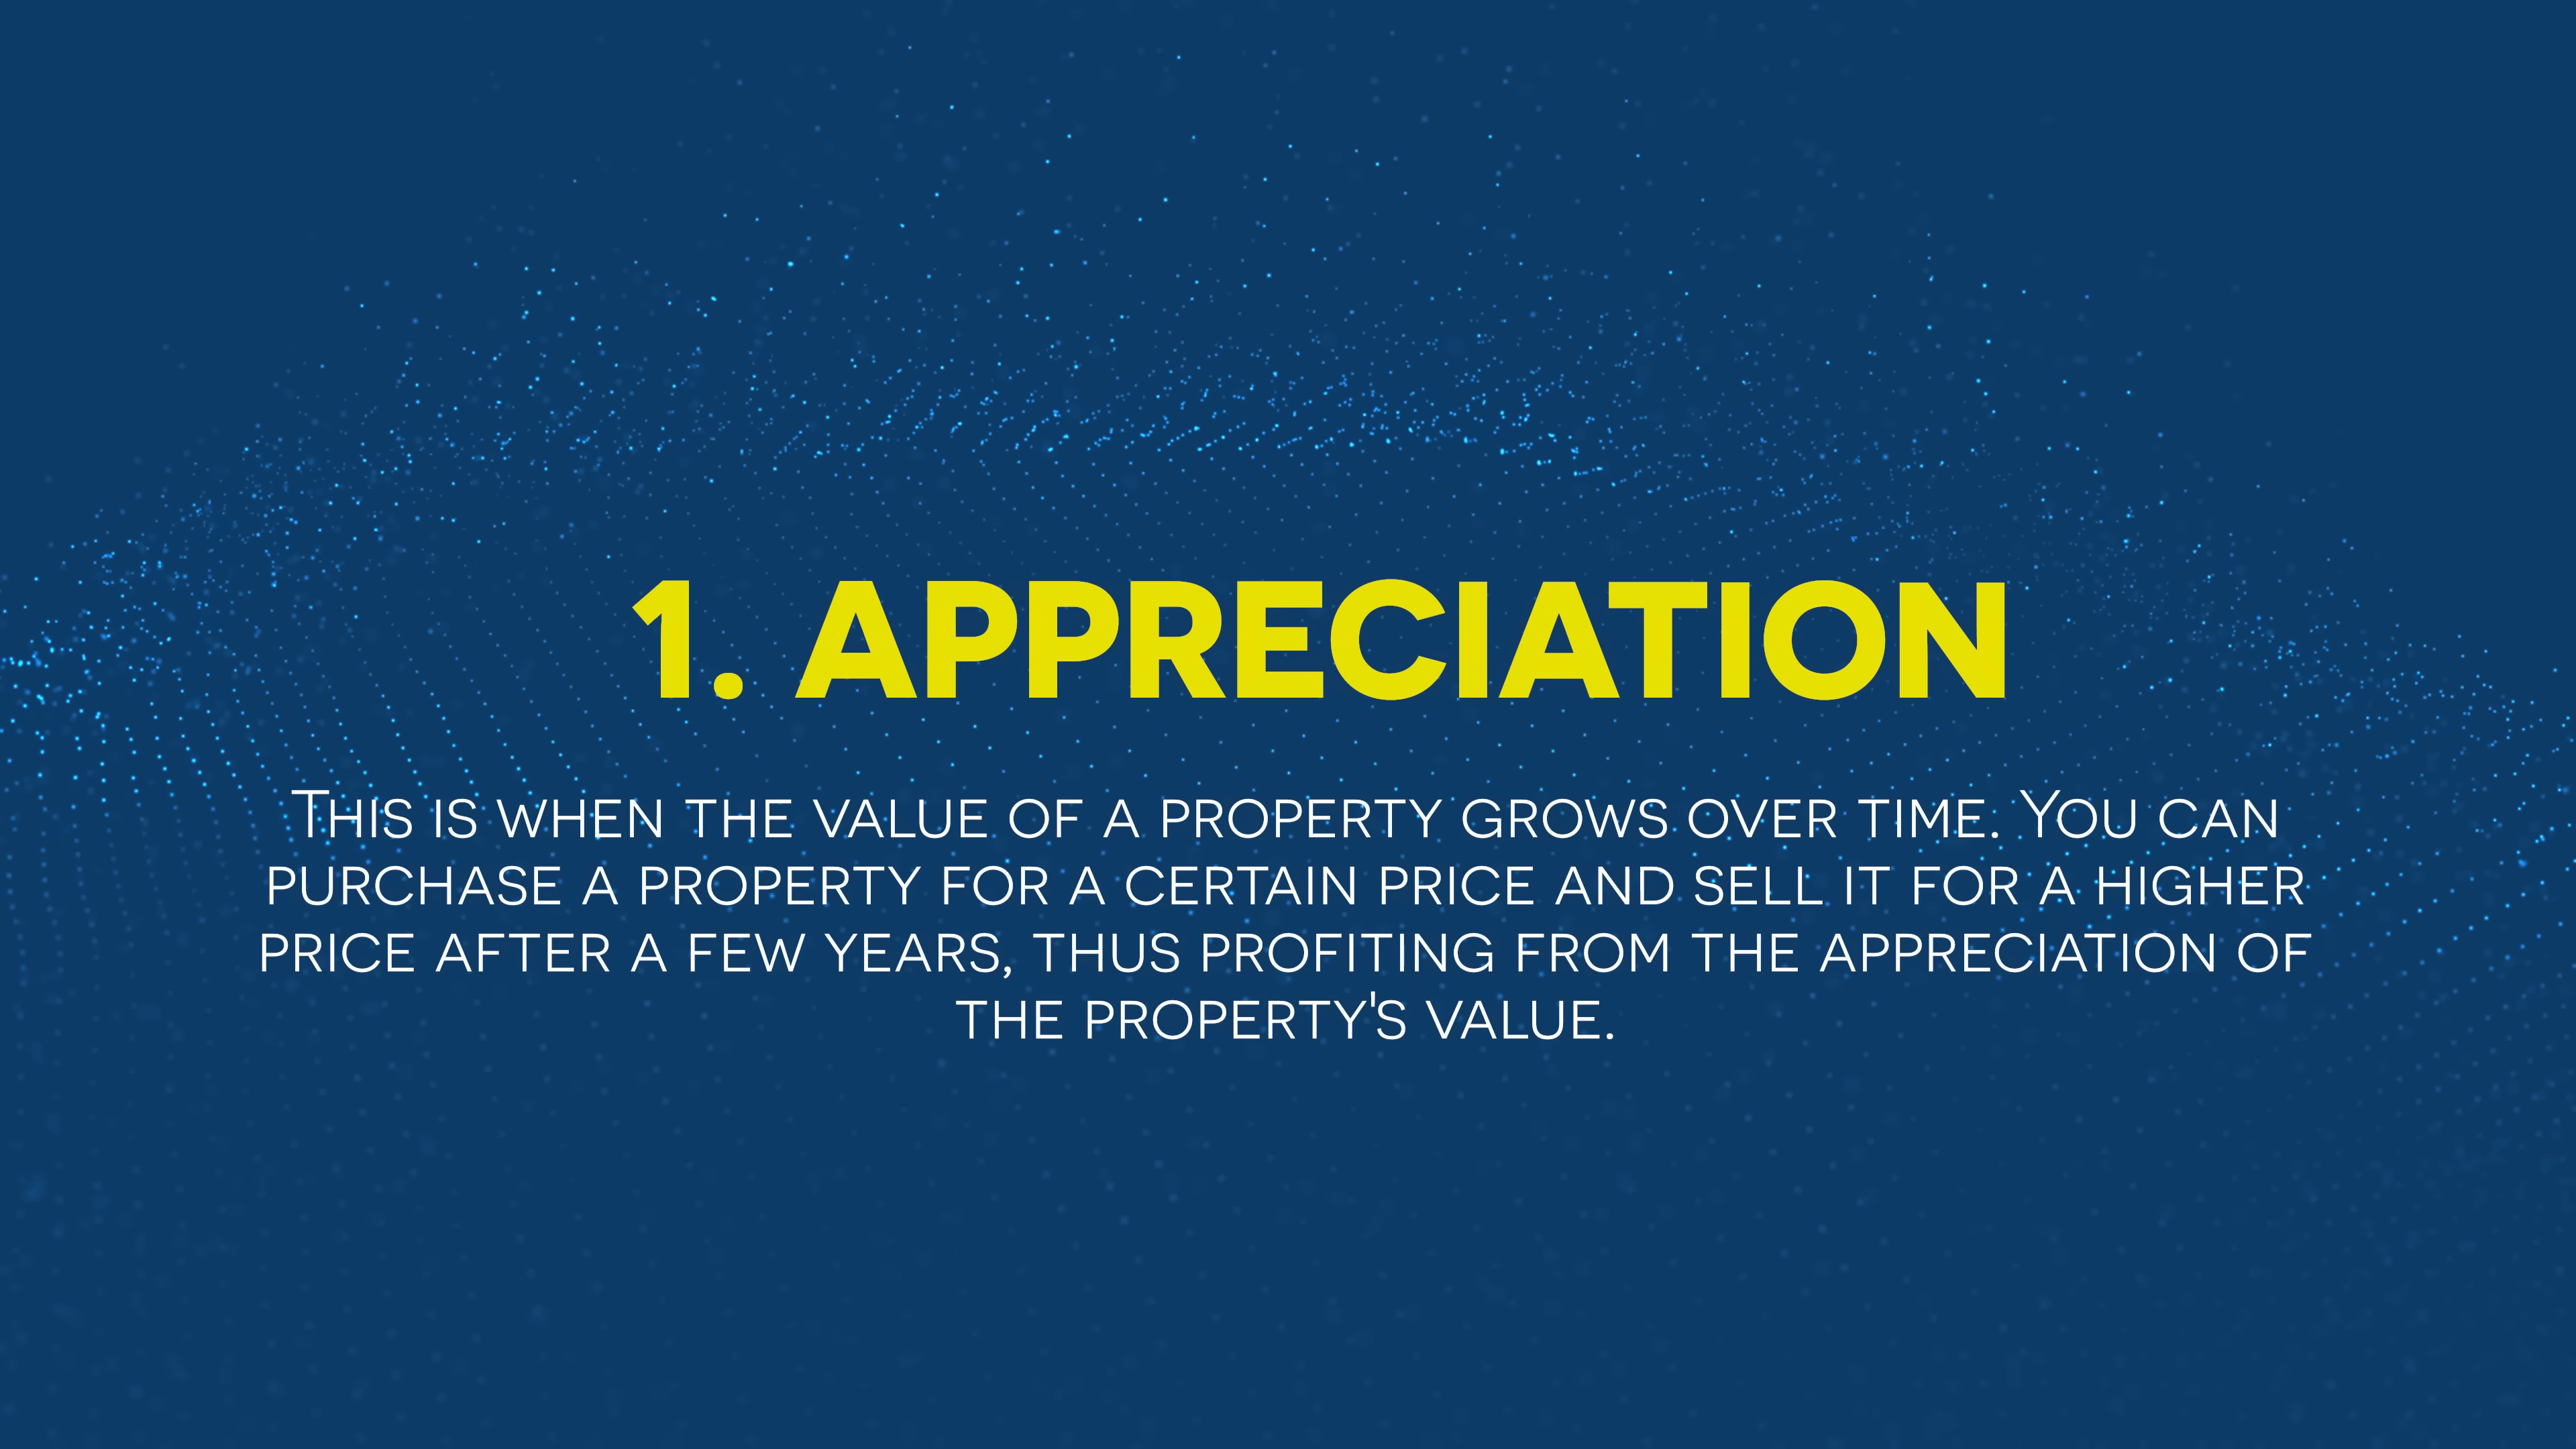 1. APPRECIATION
This is when the value of a property grows over time. You can
purchase a property for a certain price and sell it for a higher
price after a few years, thus profiting from the appreciation of
the property's value.